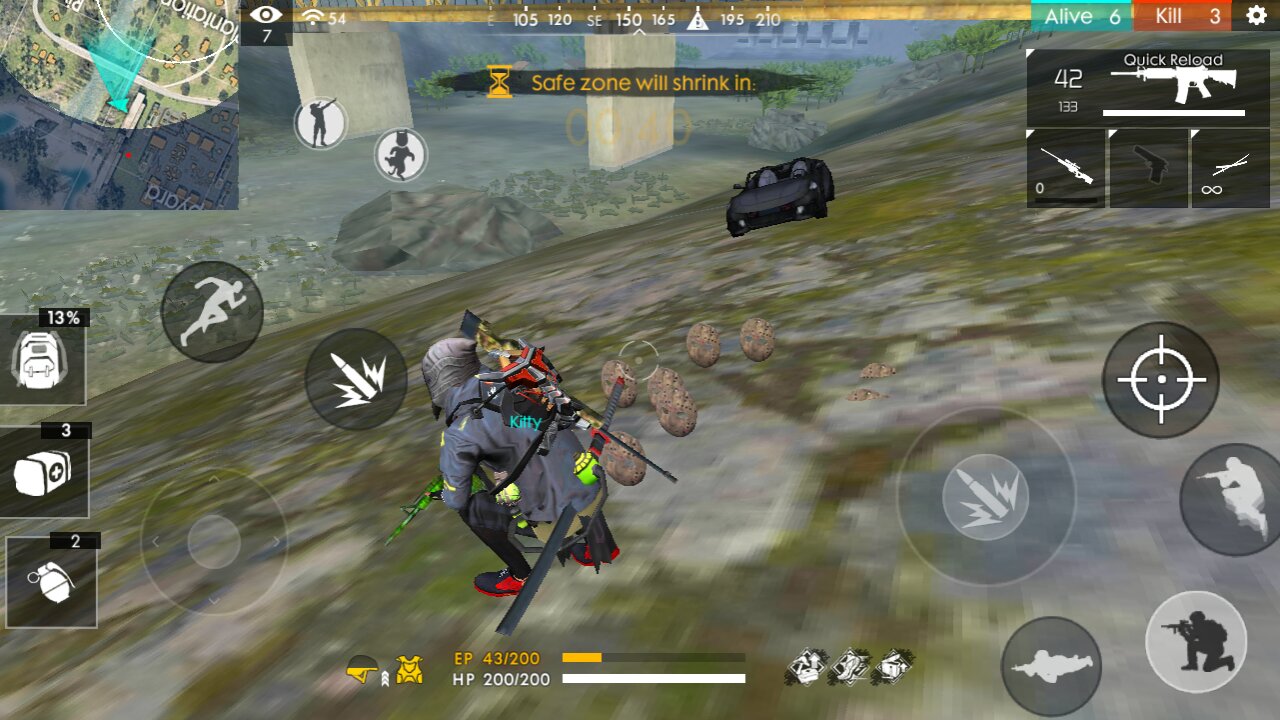 54
7
E 105 120 SE 150 165 195 210 S
Alive 6 Kill 3
Quick Reload
42
133
0
∞
Safe zone will shrink in:
13%
3
2
Kitty
EP 43/200
HP 200/200